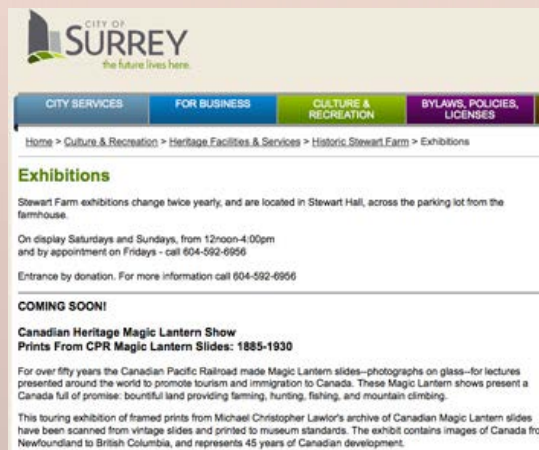 CITY OF
SURREY
the future lives here.
CITY SERVICES
FOR BUSINESS
CULTURE &
RECREATION
BYLAWS, POLICIES,
LICENSES
Home > Culture & Recreation > Heritage Facilities & Services > Historic Stewart Farm > Exhibitions
Exhibitions
Stewart Farm exhibitions change twice yearly, and are located in Stewart Hall, across the parking lot from the
farmhouse.
On display Saturdays and Sundays, from 12noon-4:00pm
and by appointment on Fridays - call 604-592-6956
Entrance by donation. For more information call 604-592-6956
COMING SOON!
Canadian Heritage Magic Lantern Show
Prints From CPR Magic Lantern Slides: 1885-1930
For over fifty years the Canadian Pacific Railroad made Magic Lantern slides--photographs on glass--for lectures
presented around the world to promote tourism and immigration to Canada. These Magic Lantern shows present a
Canada full of promise: bountiful land providing farming, hunting, fishing, and mountain climbing.
This touring exhibition of framed prints from Michael Christopher Lawlor's archive of Canadian Magic Lantern slides
have been scanned from vintage slides and printed to museum standards. The exhibit contains images of Canada fro
Newfoundland to British Columbia, and represents 45 years of Canadian development.